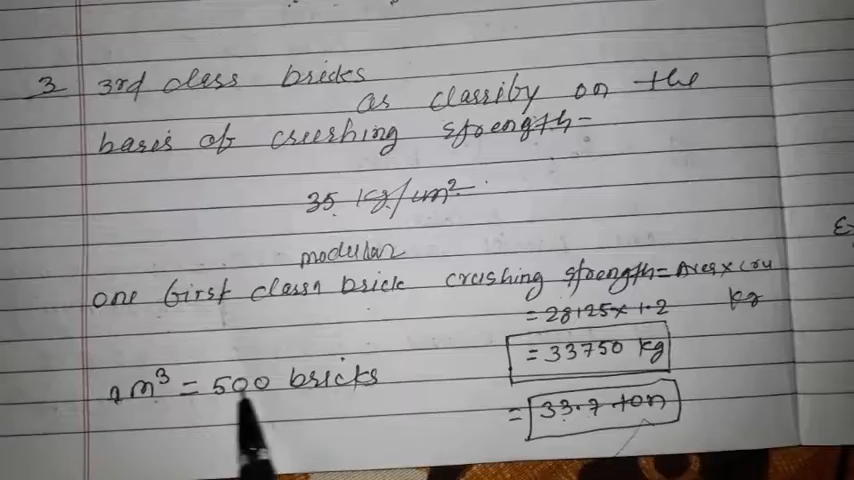 3 3rd class bricks
as classiby on the
basis of crushing strength=
35 kg/cm²
modular
one first class brick crushing strength = Area x cru
= 28125 x 1.2 kg
= 33750 kg
1 m³ = 500 bricks
= 33.7 ton